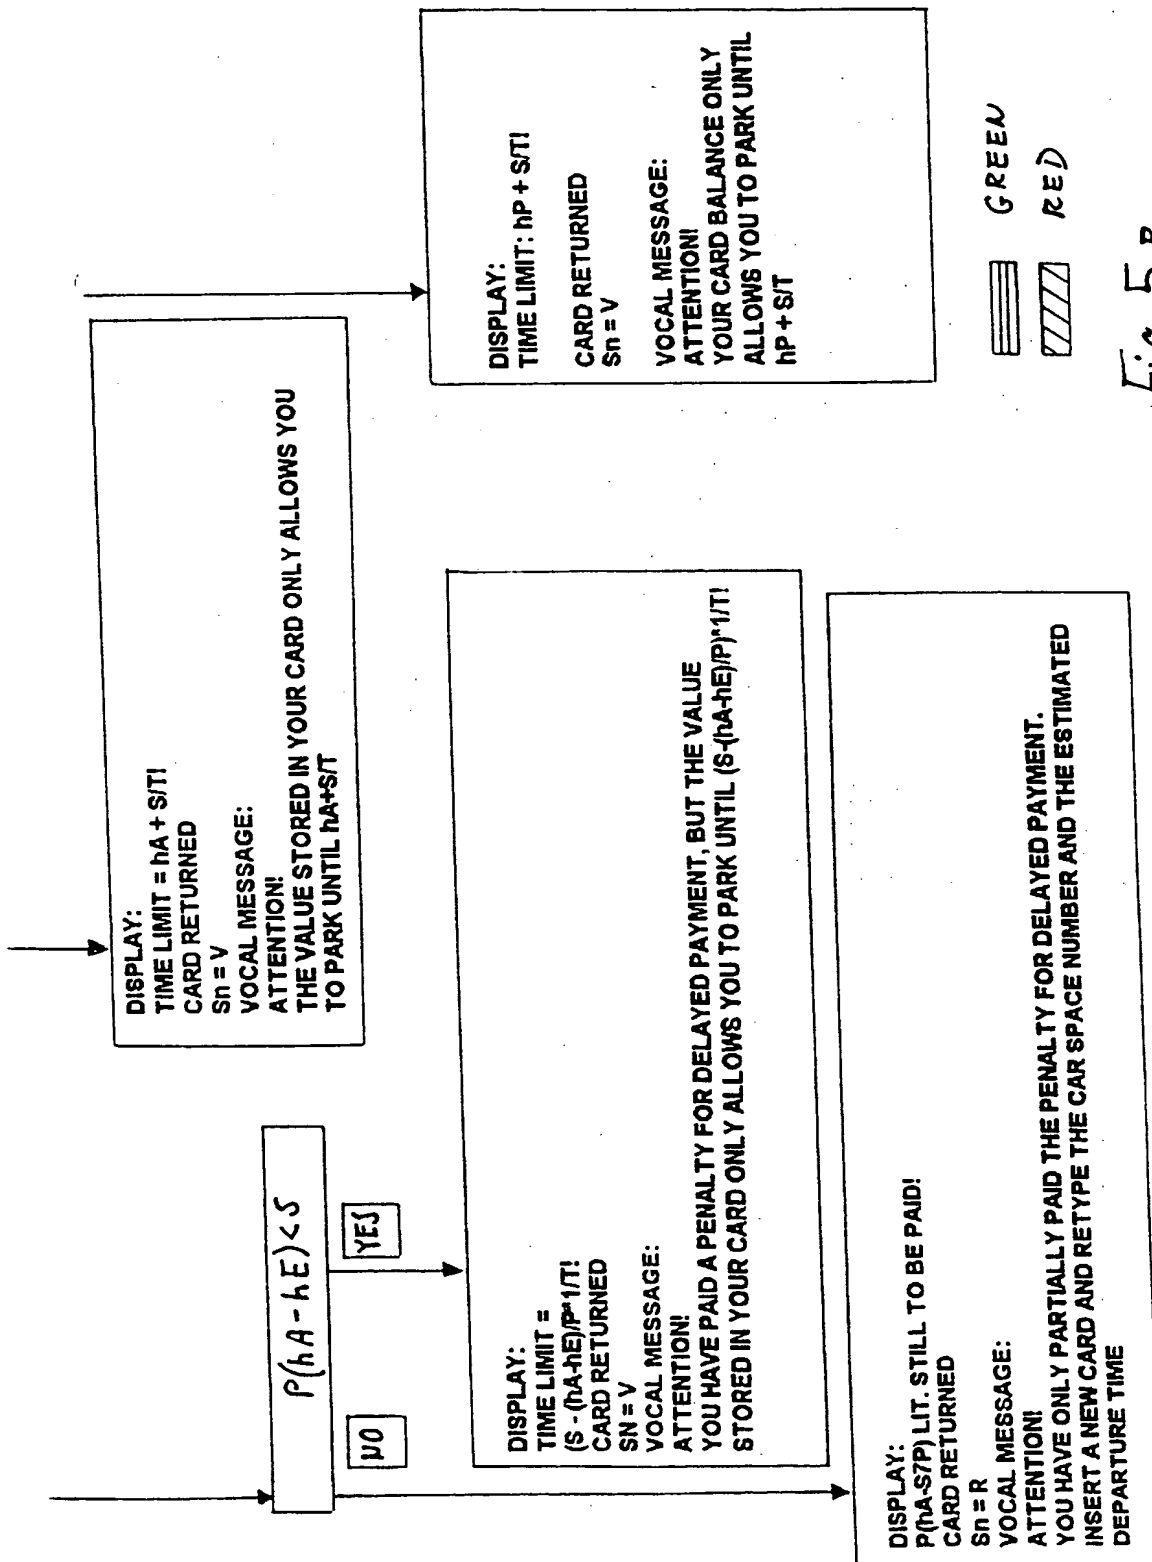 DISPLAY:
TIME LIMIT = hA + S/T!
CARD RETURNED
Sn = V
VOCAL MESSAGE:
ATTENTION!
THE VALUE STORED IN YOUR CARD ONLY ALLOWS YOU
TO PARK UNTIL hA+S/T
DISPLAY:
TIME LIMIT: hP + S/T!
CARD RETURNED
Sn = V
VOCAL MESSAGE:
ATTENTION!
YOUR CARD BALANCE ONLY
ALLOWS YOU TO PARK UNTIL
hP + S/T
P(hA-hE)<S
NO
YES
DISPLAY:
TIME LIMIT =
(S - (hA-hE)/P*1/T!
CARD RETURNED
SN = V
VOCAL MESSAGE:
ATTENTION!
YOU HAVE PAID A PENALTY FOR DELAYED PAYMENT, BUT THE VALUE
STORED IN YOUR CARD ONLY ALLOWS YOU TO PARK UNTIL (S-(hA-hE)/P)*1/T!
DISPLAY:
P(hA-S7P) LIT. STILL TO BE PAID!
CARD RETURNED
Sn = R
VOCAL MESSAGE:
ATTENTION!
YOU HAVE ONLY PARTIALLY PAID THE PENALTY FOR DELAYED PAYMENT.
INSERT A NEW CARD AND RETYPE THE CAR SPACE NUMBER AND THE ESTIMATED
DEPARTURE TIME
GREEN
RED
Fig. 5B